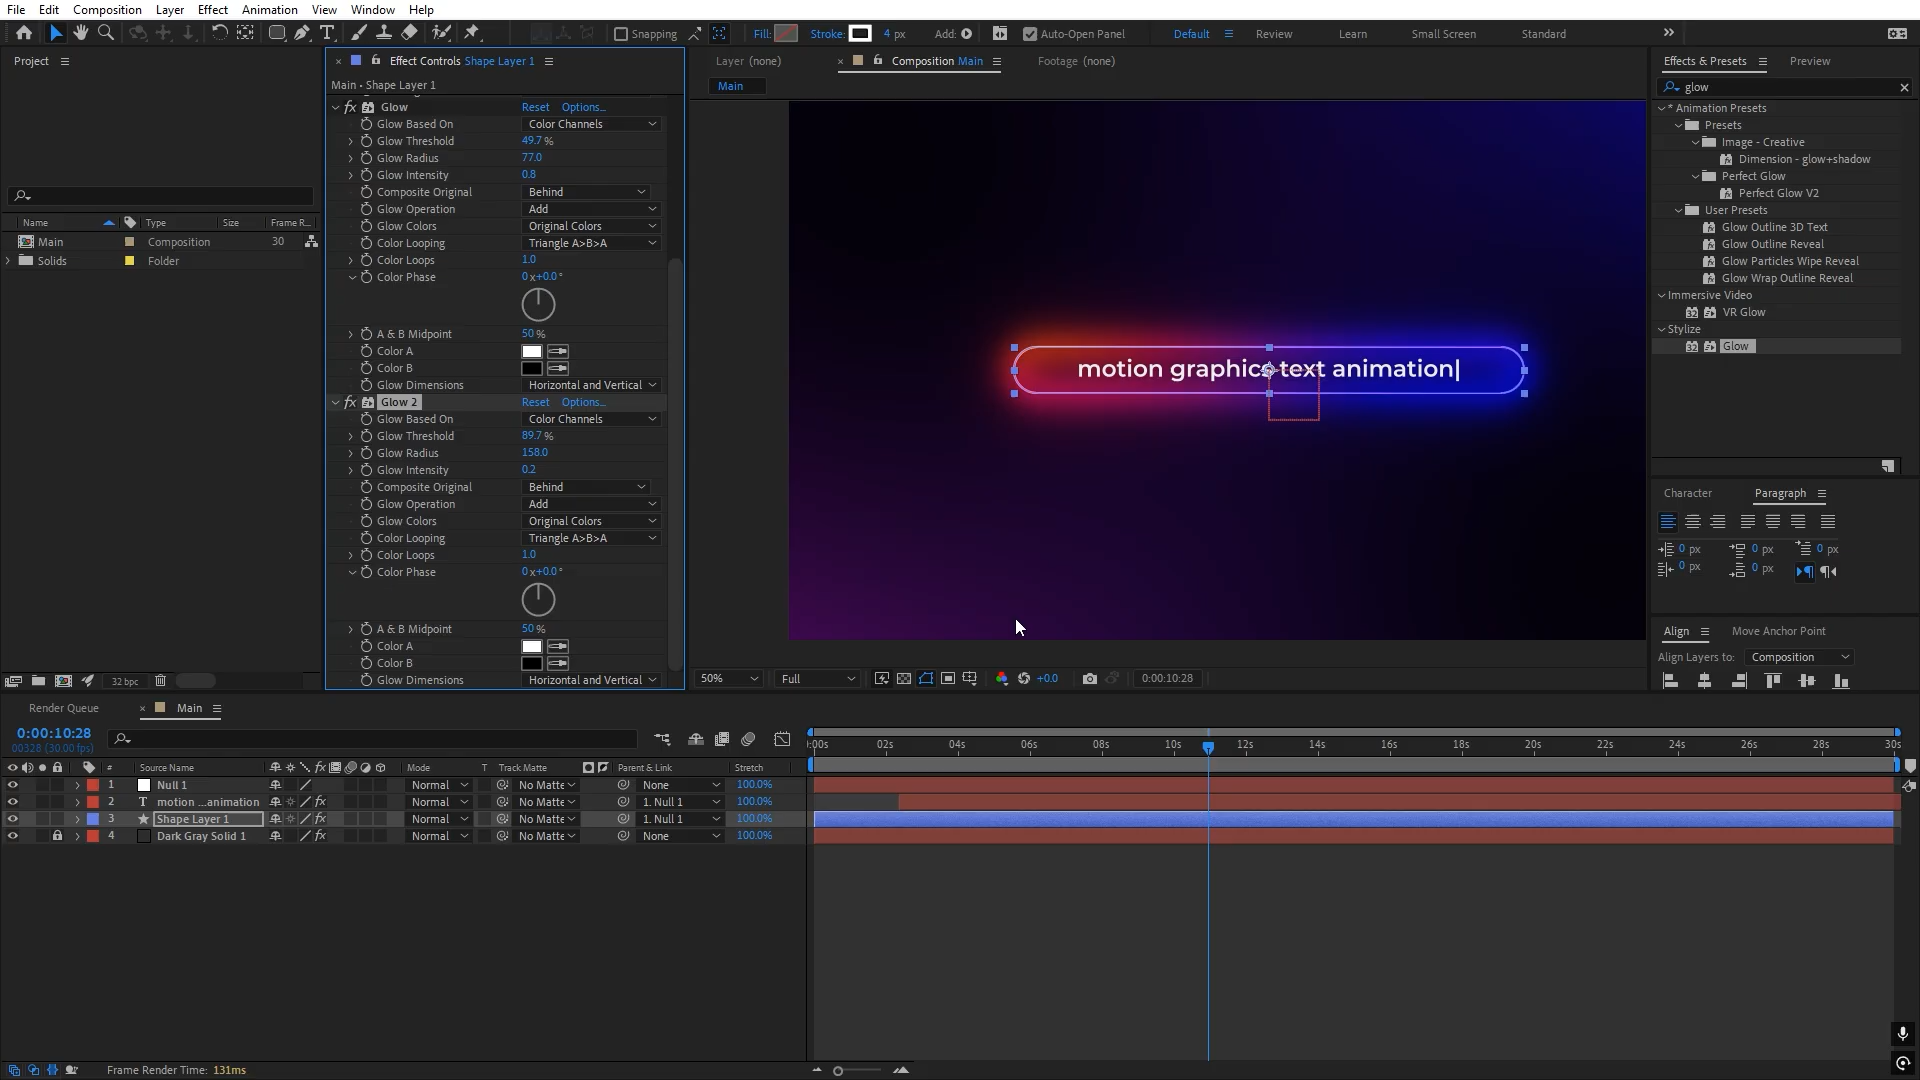 File Edit Composition Layer Effect Animation View Window Help
Snapping Fill: Stroke: 4 px Add: Auto-Open Panel Default Review Learn Small Screen Standard
Project
Effect Controls Shape Layer 1
Layer (none) Composition Main Footage (none)
Effects & Presets Preview
Main • Shape Layer 1
Main
glow
Glow Reset Options...
Glow Based On Color Channels
Glow Threshold 49.7 %
Glow Radius 77.0
Glow Intensity 0.8
Composite Original Behind
Glow Operation Add
Glow Colors Original Colors
Color Looping Triangle A>B>A
Color Loops 1.0
Color Phase 0 x+0.0 °
A & B Midpoint 50 %
Color A
Color B
Glow Dimensions Horizontal and Vertical
Glow 2 Reset Options...
Glow Based On Color Channels
Glow Threshold 89.7 %
Glow Radius 158.0
Glow Intensity 0.2
Composite Original Behind
Glow Operation Add
Glow Colors Original Colors
Color Looping Triangle A>B>A
Color Loops 1.0
Color Phase 0 x+0.0 °
A & B Midpoint 50 %
Color A
Color B
Glow Dimensions Horizontal and Vertical
Name Type Size Frame R...
Main Composition 30
Solids Folder
32 bpc
motion graphics text animation|
* Animation Presets
Presets
Image - Creative
Dimension - glow+shadow
Perfect Glow
Perfect Glow V2
User Presets
Glow Outline 3D Text
Glow Outline Reveal
Glow Particles Wipe Reveal
Glow Wrap Outline Reveal
Immersive Video
32 VR Glow
Stylize
32 Glow
Character Paragraph
0 px 0 px 0 px
0 px 0 px
Align Move Anchor Point
Align Layers to: Composition
50% Full +0.0 0:00:10:28
Render Queue Main
0:00:10:28
00328 (30.00 fps)
:00s 02s 04s 06s 08s 10s 12s 14s 16s 18s 20s 22s 24s 26s 28s 30s
# Source Name Mode T Track Matte Parent & Link Stretch
1 Null 1 Normal No Matte None 100.0%
2 T motion ...animation Normal No Matte 1. Null 1 100.0%
3 Shape Layer 1 Normal No Matte 1. Null 1 100.0%
4 Dark Gray Solid 1 Normal No Matte None 100.0%
Frame Render Time: 131ms